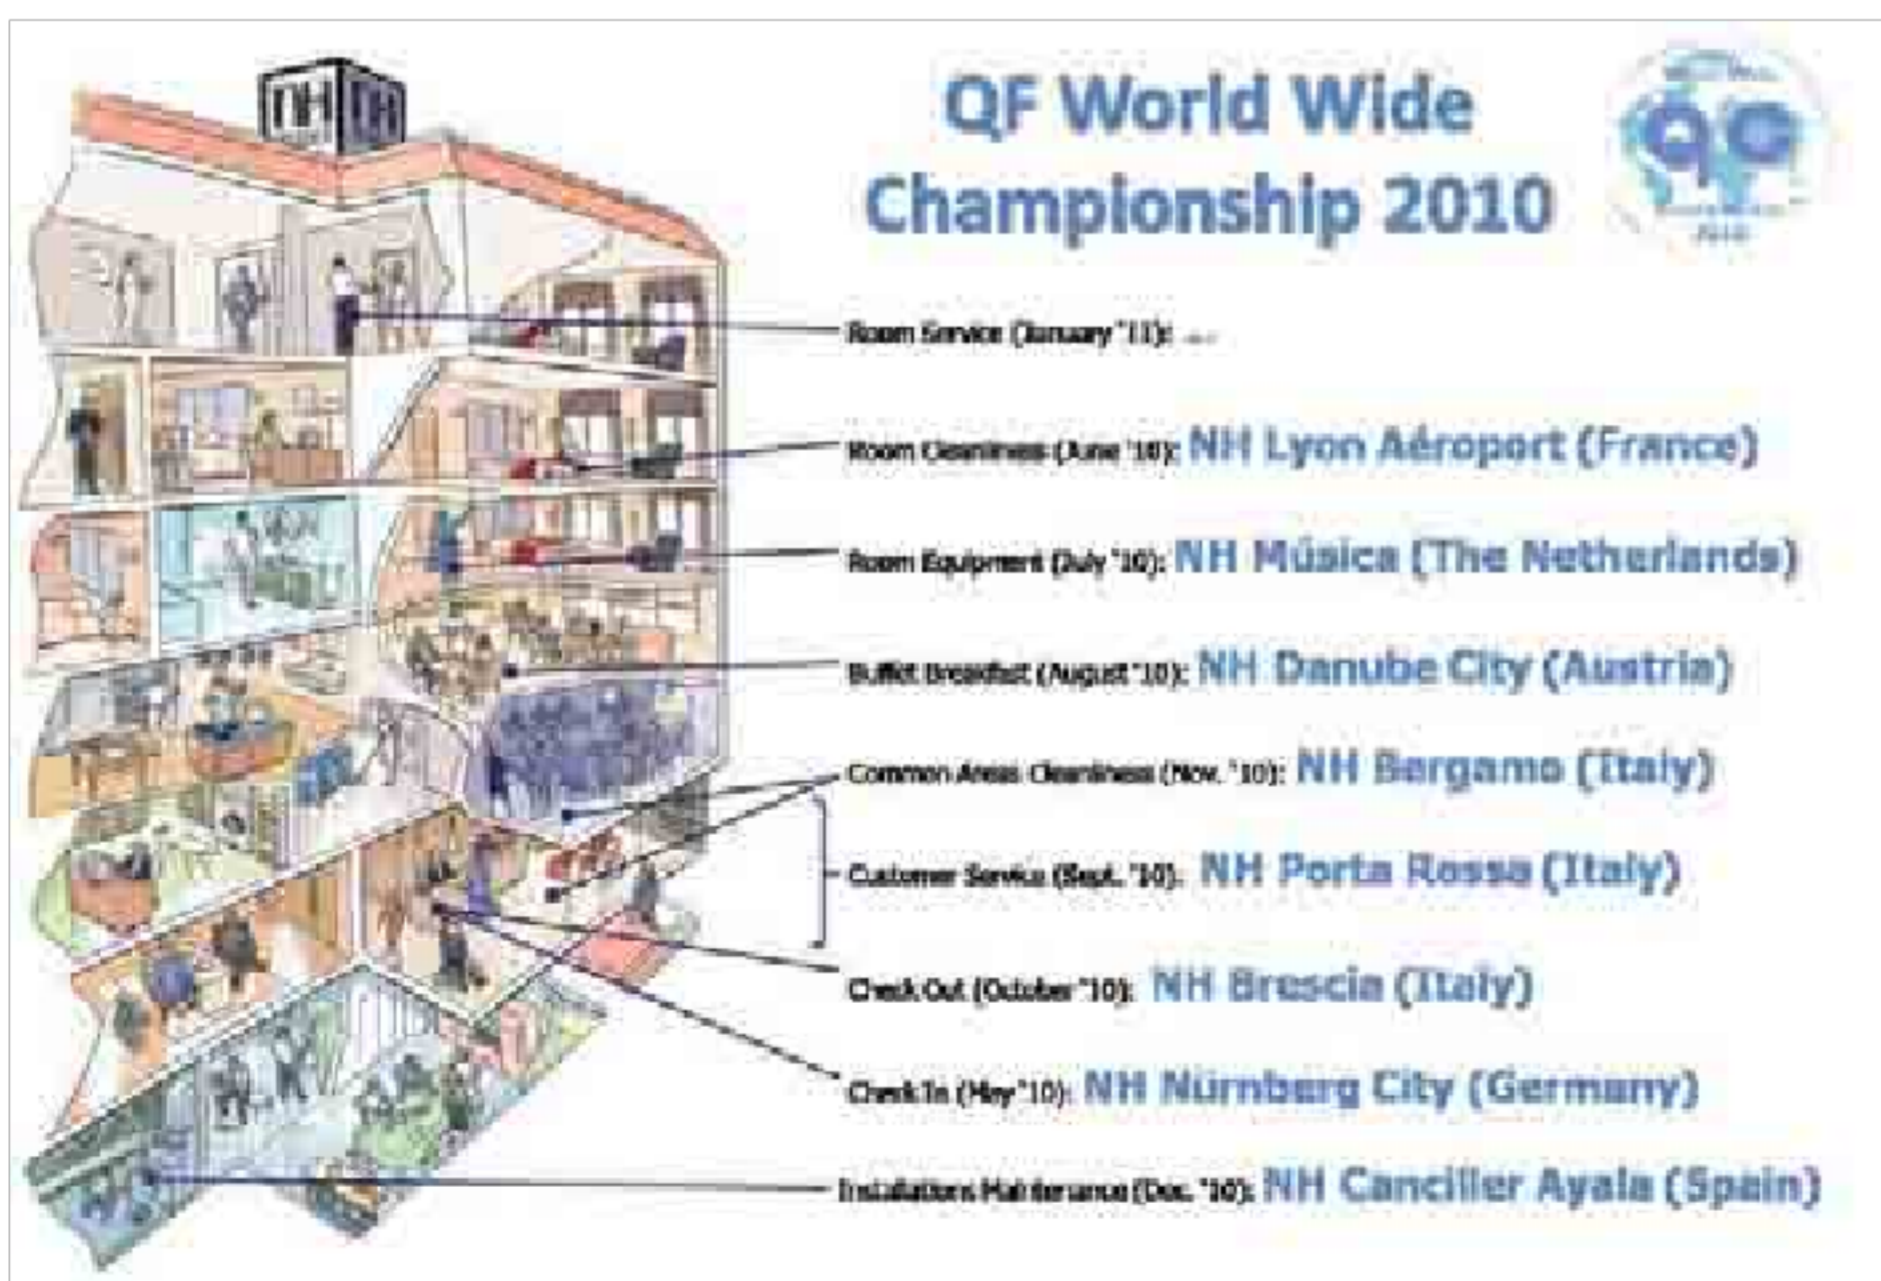 nH nH
QF World Wide
Championship 2010
Room Service (January '11): ...
Room Cleanliness (June '10): NH Lyon Aéroport (France)
Room Equipment (July '10): NH Música (The Netherlands)
Buffet Breakfast (August '10): NH Danube City (Austria)
Common Areas Cleanliness (Nov. '10): NH Bergamo (Italy)
Customer Service (Sept. '10): NH Porta Rossa (Italy)
Check Out (October '10): NH Brescia (Italy)
Check In (May '10): NH Nürnberg City (Germany)
Installations Maintenance (Dec. '10): NH Canciller Ayala (Spain)